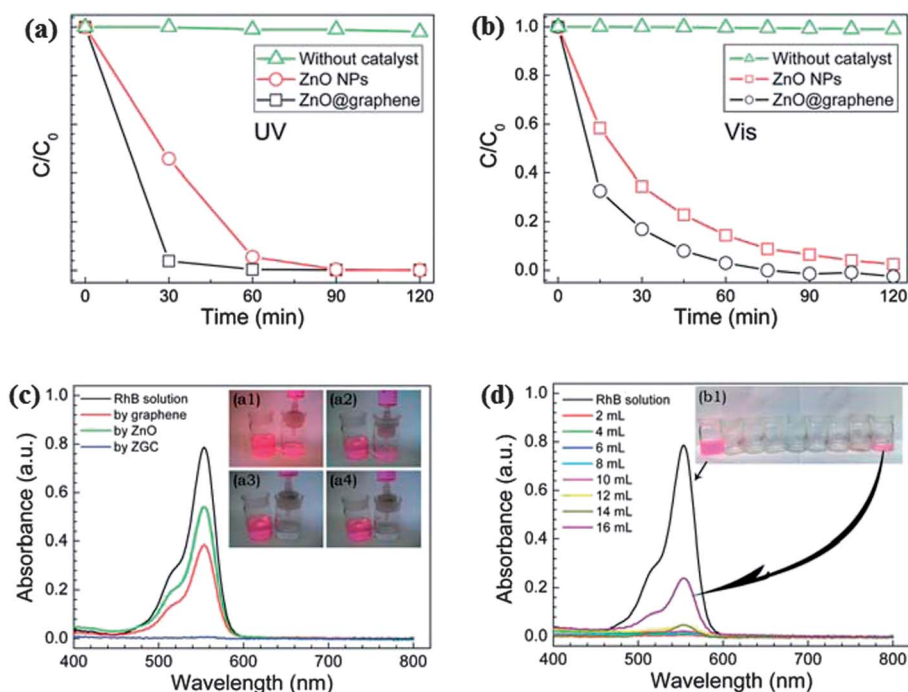 (a)
Without catalyst
ZnO NPs
ZnO@graphene
UV
C/C0
0 30 60 90 120
Time (min)
(b)
1.0
0.8
0.6
0.4
0.2
0.0
Without catalyst
ZnO NPs
ZnO@graphene
Vis
C/C0
0 30 60 90 120
Time (min)
(c)
1.0
0.8
0.6
0.4
0.2
0.0
RhB solution
by graphene
by ZnO
by ZGC
(a1) (a2)
(a3) (a4)
Absorbance (a.u.)
400 500 600 700 800
Wavelength (nm)
(d)
1.0
0.8
0.6
0.4
0.2
0.0
RhB solution
2 mL
4 mL
6 mL
8 mL
10 mL
12 mL
14 mL
16 mL
(b1)
Absorbance (a.u.)
400 500 600 700 800
Wavelength (nm)